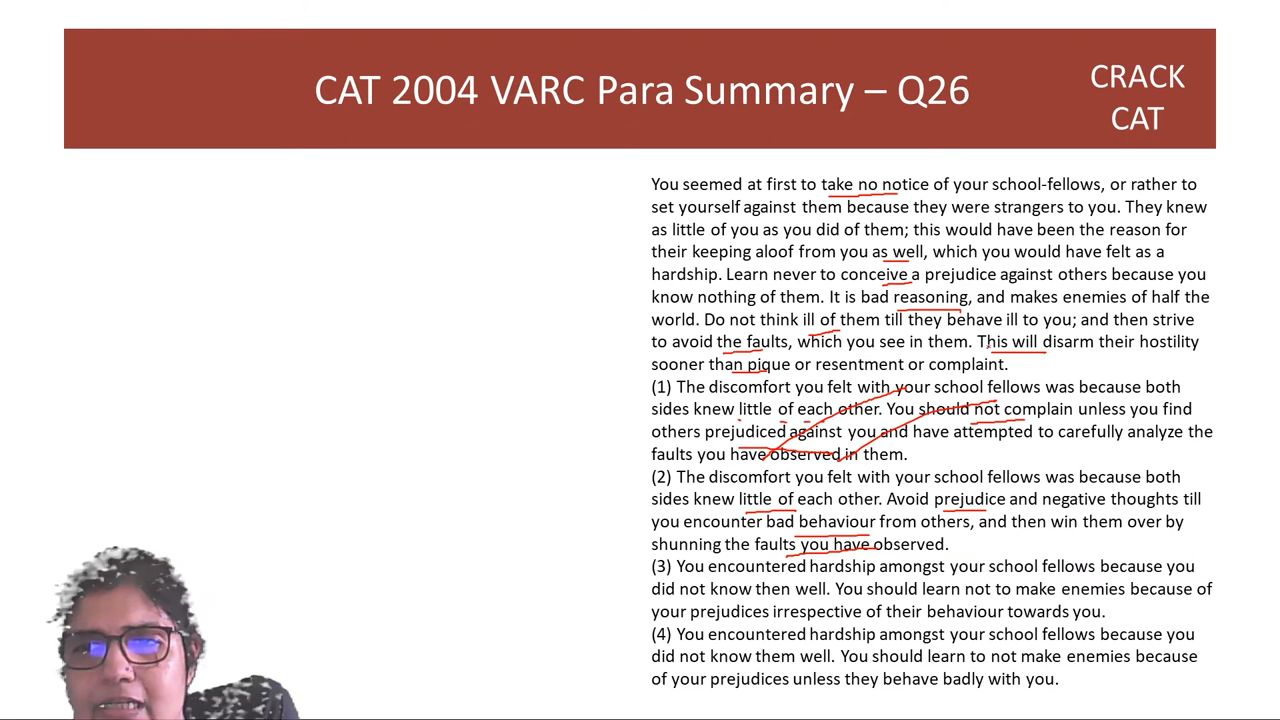 CAT 2004 VARC Para Summary – Q26
CRACK
CAT
You seemed at first to take no notice of your school-fellows, or rather to
set yourself against them because they were strangers to you. They knew
as little of you as you did of them; this would have been the reason for
their keeping aloof from you as well, which you would have felt as a
hardship. Learn never to conceive a prejudice against others because you
know nothing of them. It is bad reasoning, and makes enemies of half the
world. Do not think ill of them till they behave ill to you; and then strive
to avoid the faults, which you see in them. This will disarm their hostility
sooner than pique or resentment or complaint.
(1) The discomfort you felt with your school fellows was because both
sides knew little of each other. You should not complain unless you find
others prejudiced against you and have attempted to carefully analyze the
faults you have observed in them.
(2) The discomfort you felt with your school fellows was because both
sides knew little of each other. Avoid prejudice and negative thoughts till
you encounter bad behaviour from others, and then win them over by
shunning the faults you have observed.
(3) You encountered hardship amongst your school fellows because you
did not know then well. You should learn not to make enemies because of
your prejudices irrespective of their behaviour towards you.
(4) You encountered hardship amongst your school fellows because you
did not know them well. You should learn to not make enemies because
of your prejudices unless they behave badly with you.